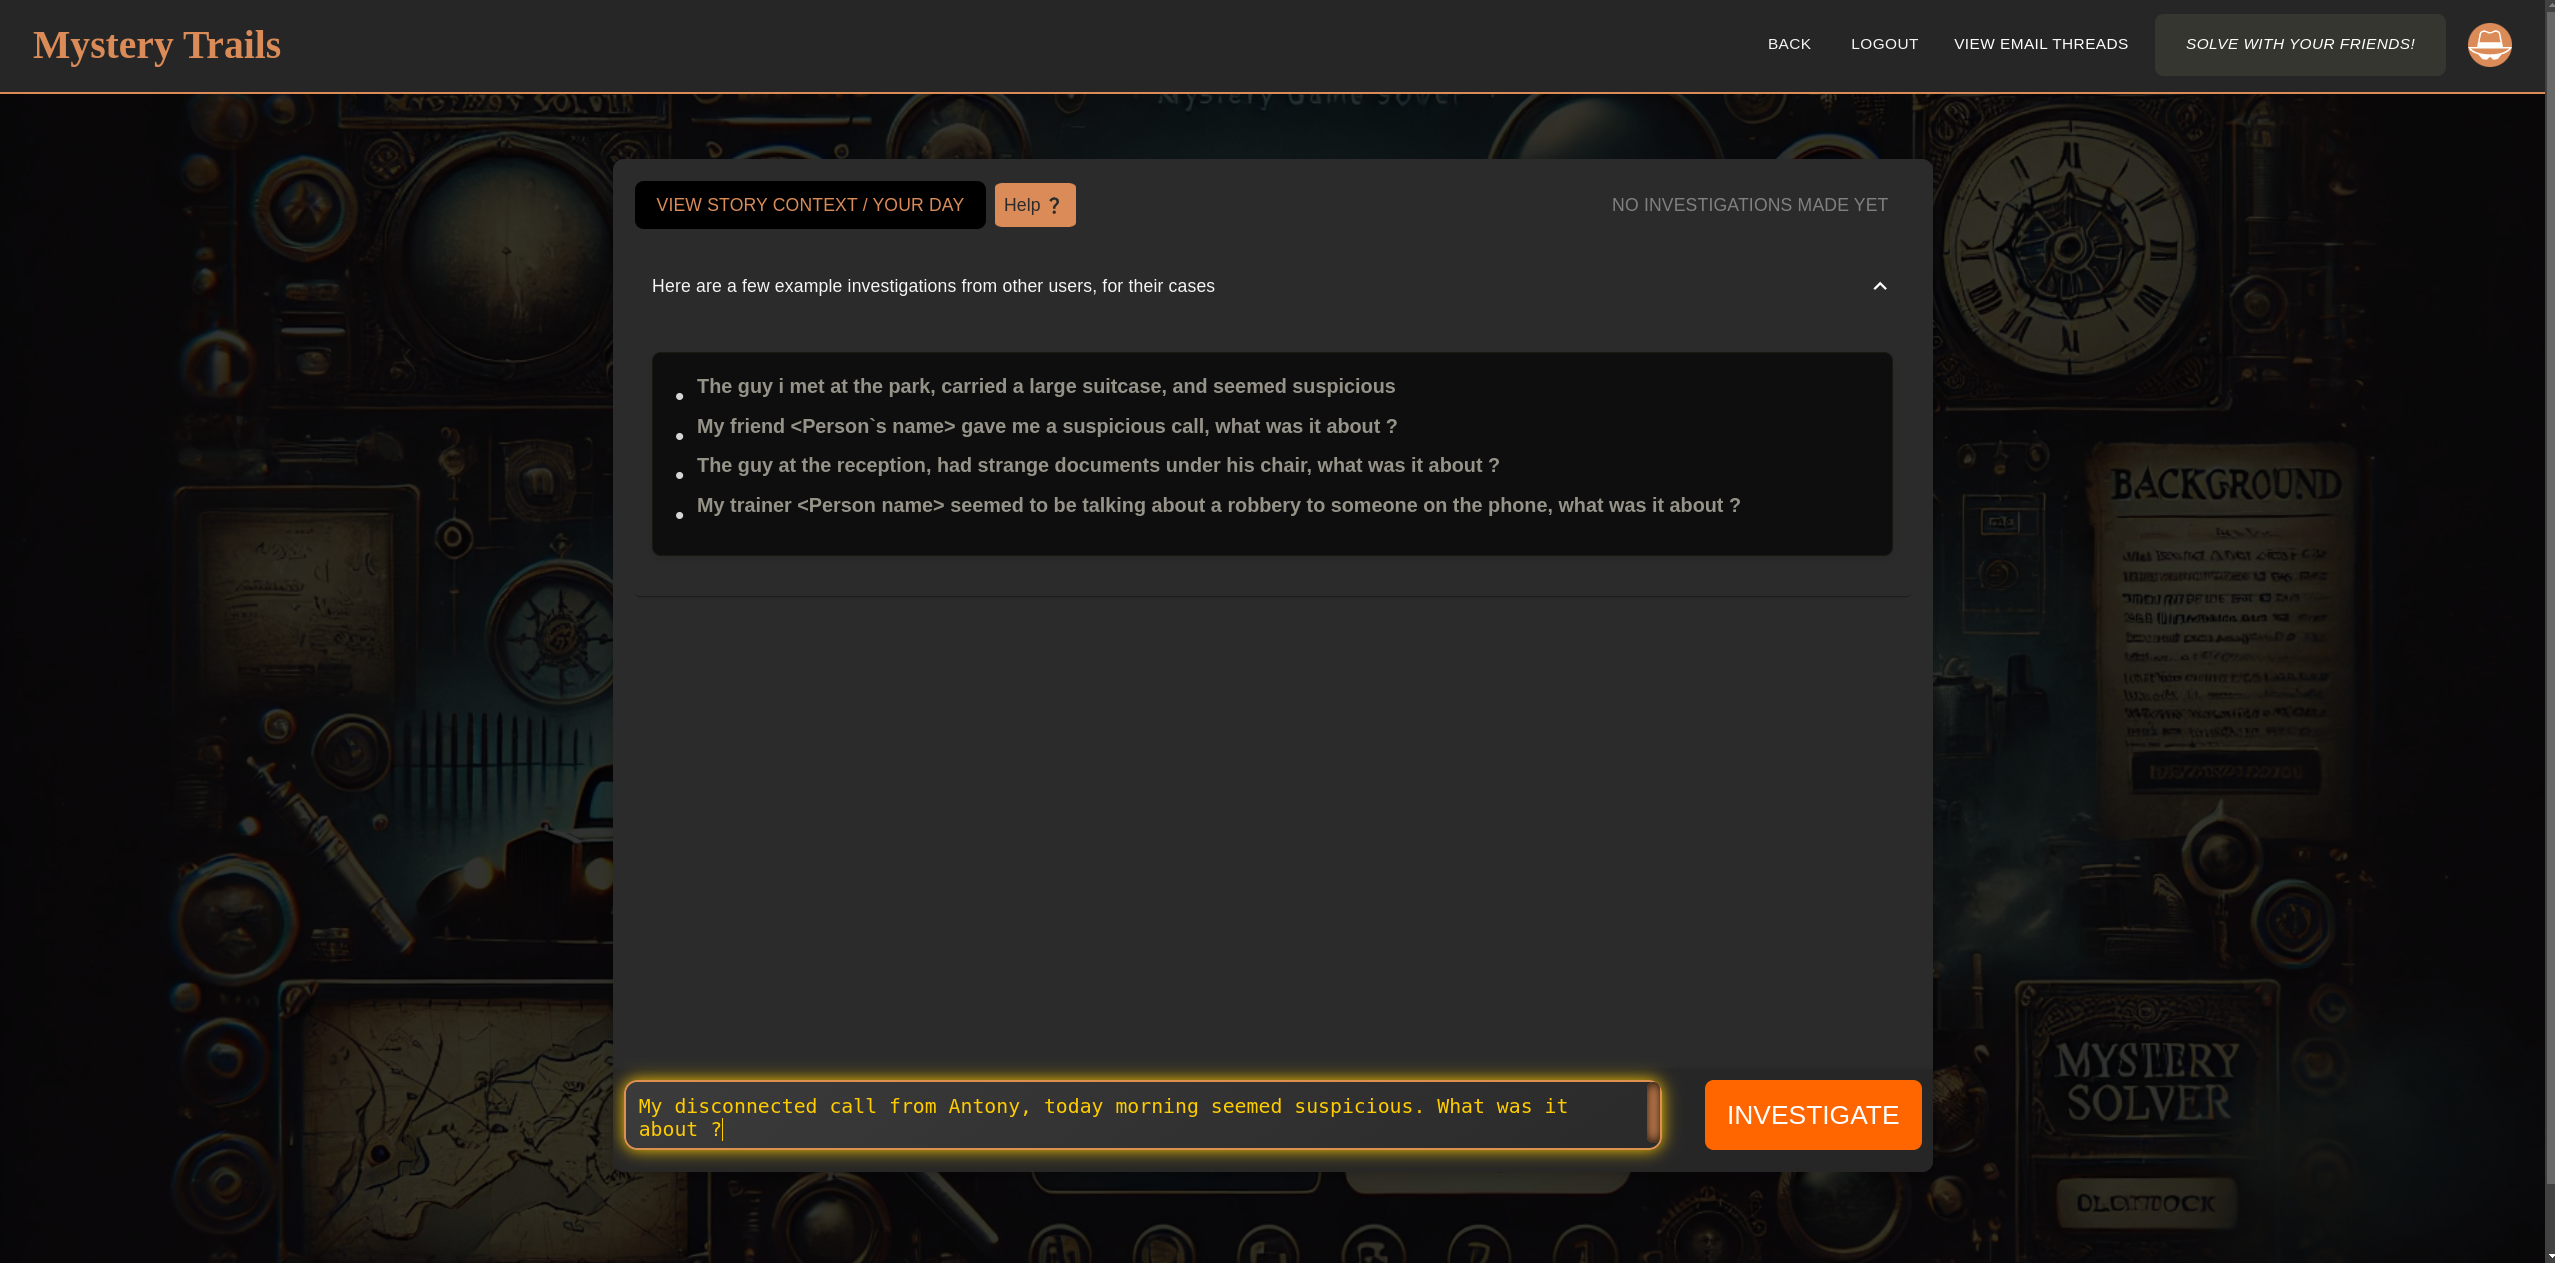 Mystery Trails
BACK
LOGOUT
VIEW EMAIL THREADS
SOLVE WITH YOUR FRIENDS!
Mystery Game
VIEW STORY CONTEXT / YOUR DAY
Help ?
NO INVESTIGATIONS MADE YET
Here are a few example investigations from other users, for their cases
The guy i met at the park, carried a large suitcase, and seemed suspicious
My friend <Person`s name> gave me a suspicious call, what was it about ?
The guy at the reception, had strange documents under his chair, what was it about ?
My trainer <Person name> seemed to be talking about a robbery to someone on the phone, what was it about ?
BACKGROUND
My disconnected call from Antony, today morning seemed suspicious. What was it
about ?
INVESTIGATE
MYSTERY
SOLVER